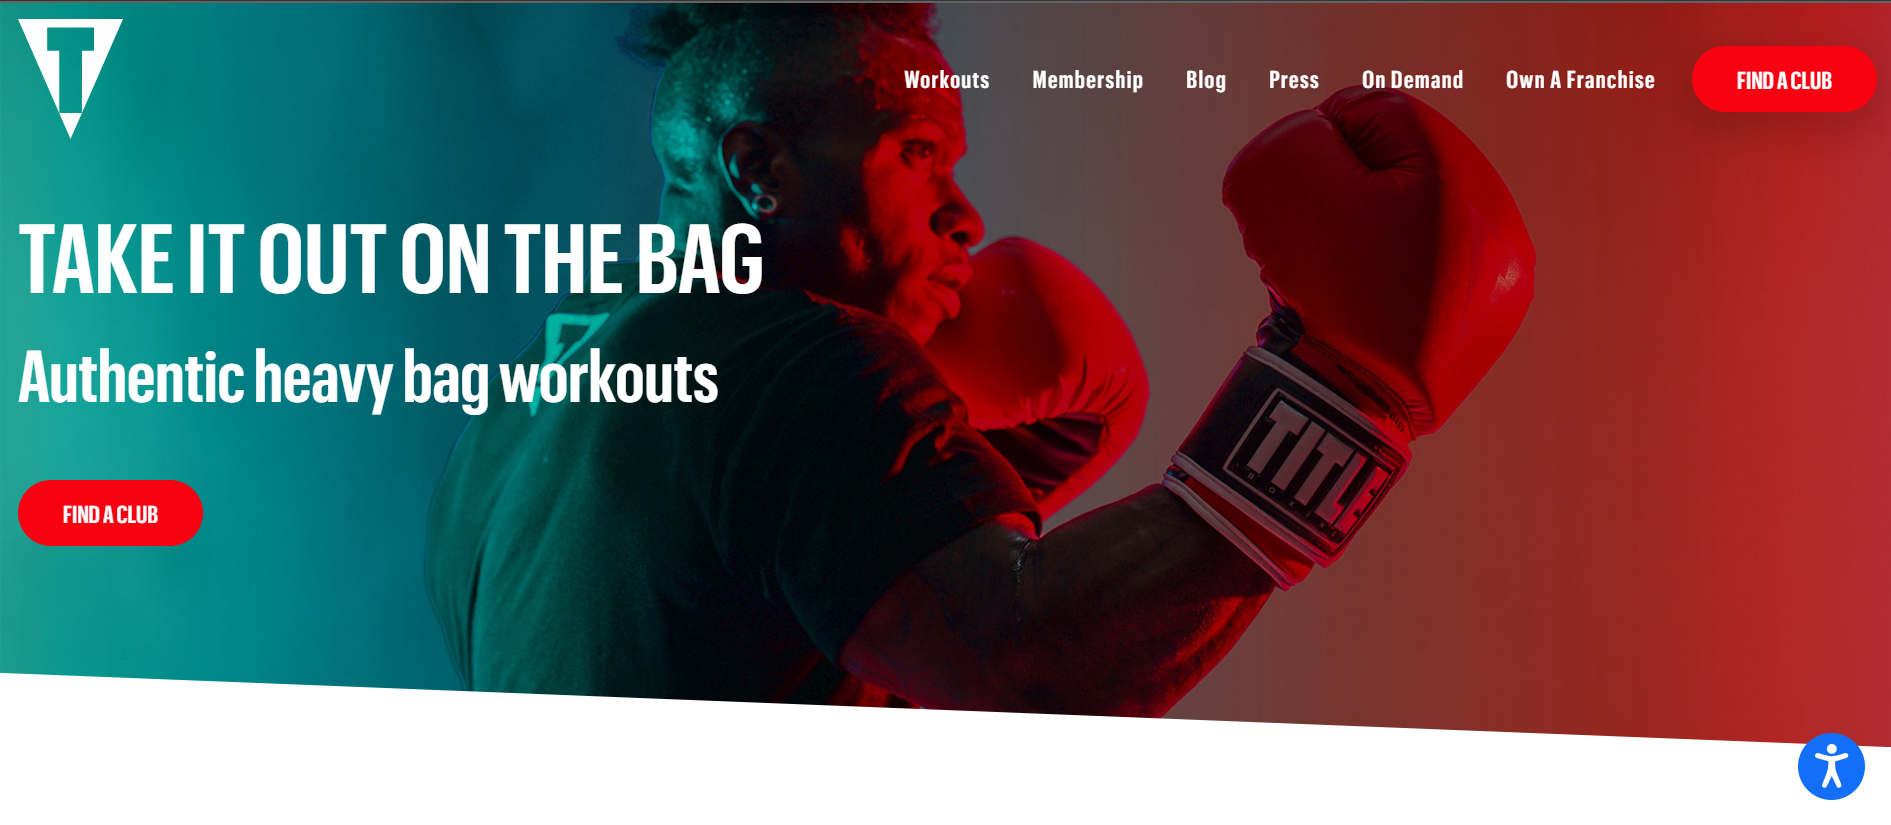 T
Workouts Membership Blog Press On Demand Own A Franchise FIND A CLUB
TAKE IT OUT ON THE BAG
Authentic heavy bag workouts
FIND A CLUB
TITLE
BOXING